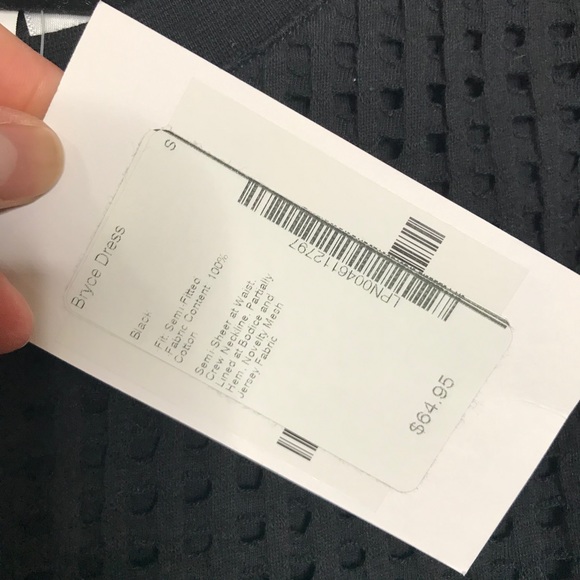 S
Bryce Dress
Black
Fit: Semi-Fitted
Fabric Content: 100%
Cotton
Semi-Sheer at Waist,
Crew Neckline, Partially
Lined at Bodice and
Hem, Novelty Mesh
Jersey Fabric
LPN0046112797
$64.95